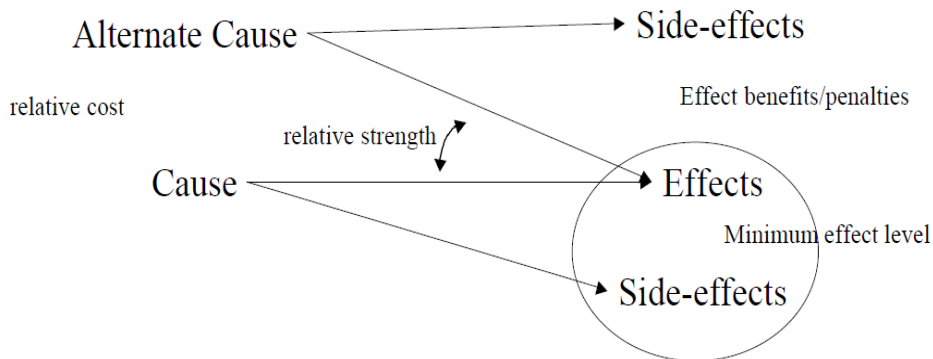 Alternate Cause
Side-effects
relative cost
Effect benefits/penalties
relative strength
Cause
Effects
Minimum effect level
Side-effects